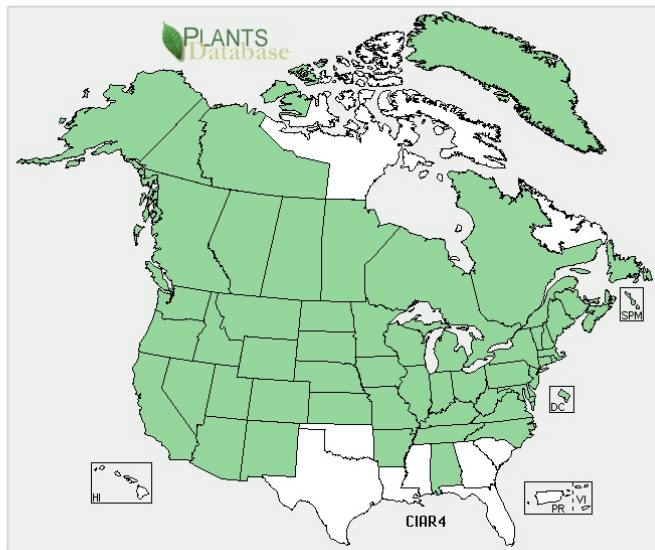 PLANTS
Database
SPM
DC
HI
PR
VI
CIAR4